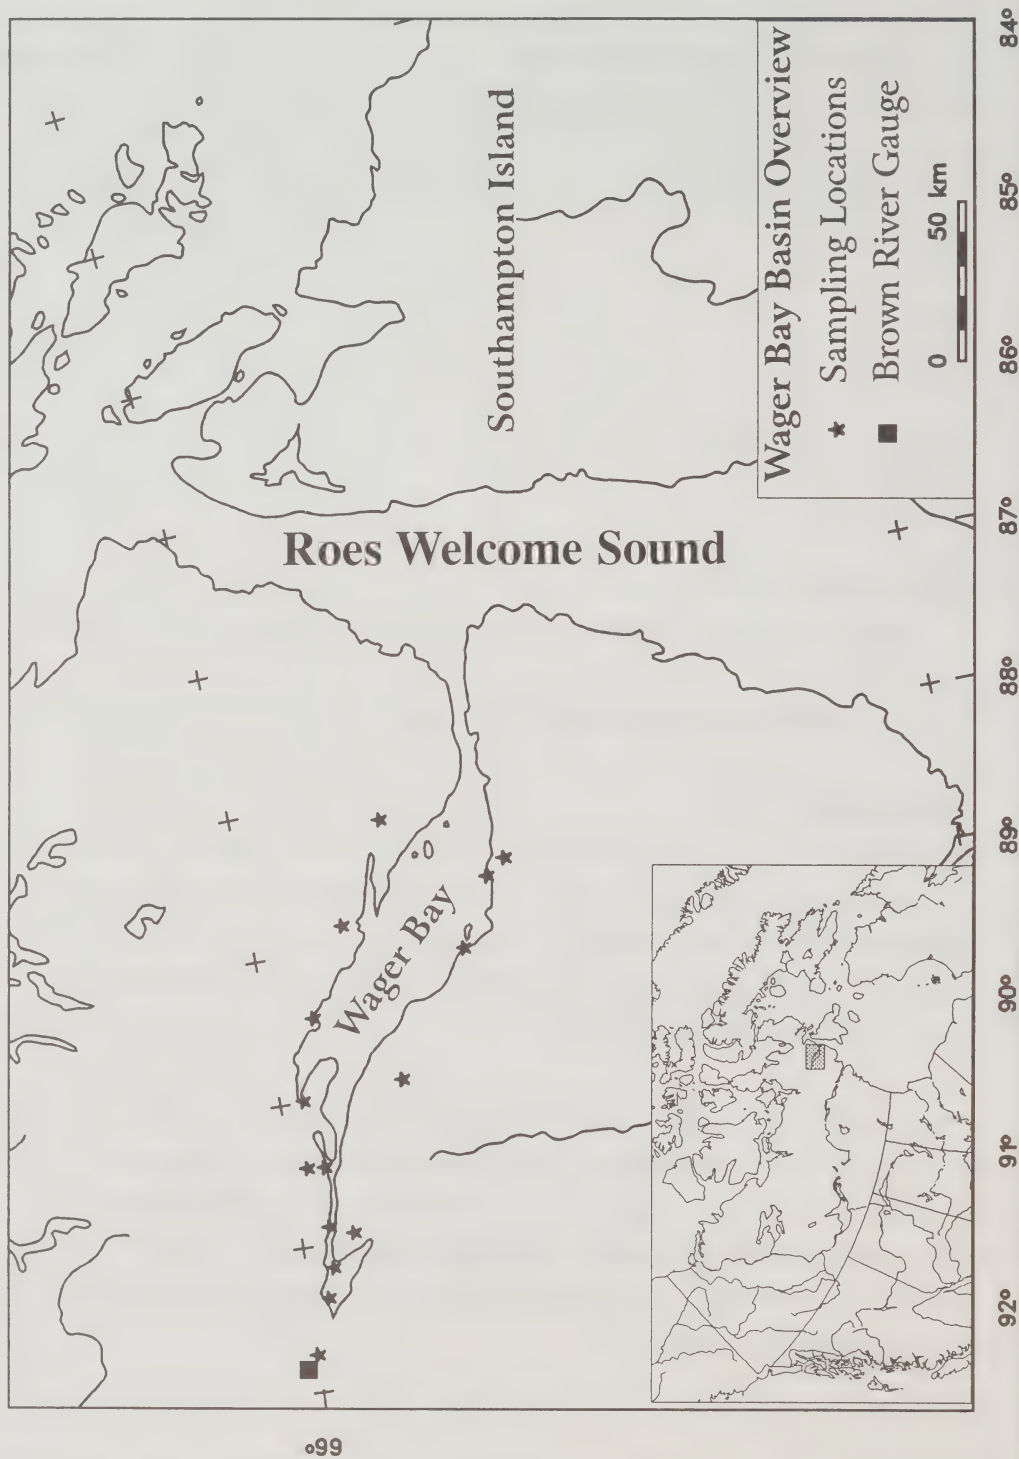 Southampton Island
Roes Welcome Sound
Wager Bay
Wager Bay Basin Overview
Sampling Locations
Brown River Gauge
0 50 km
66°
92° 91° 90° 89° 88° 87° 86° 85° 84°